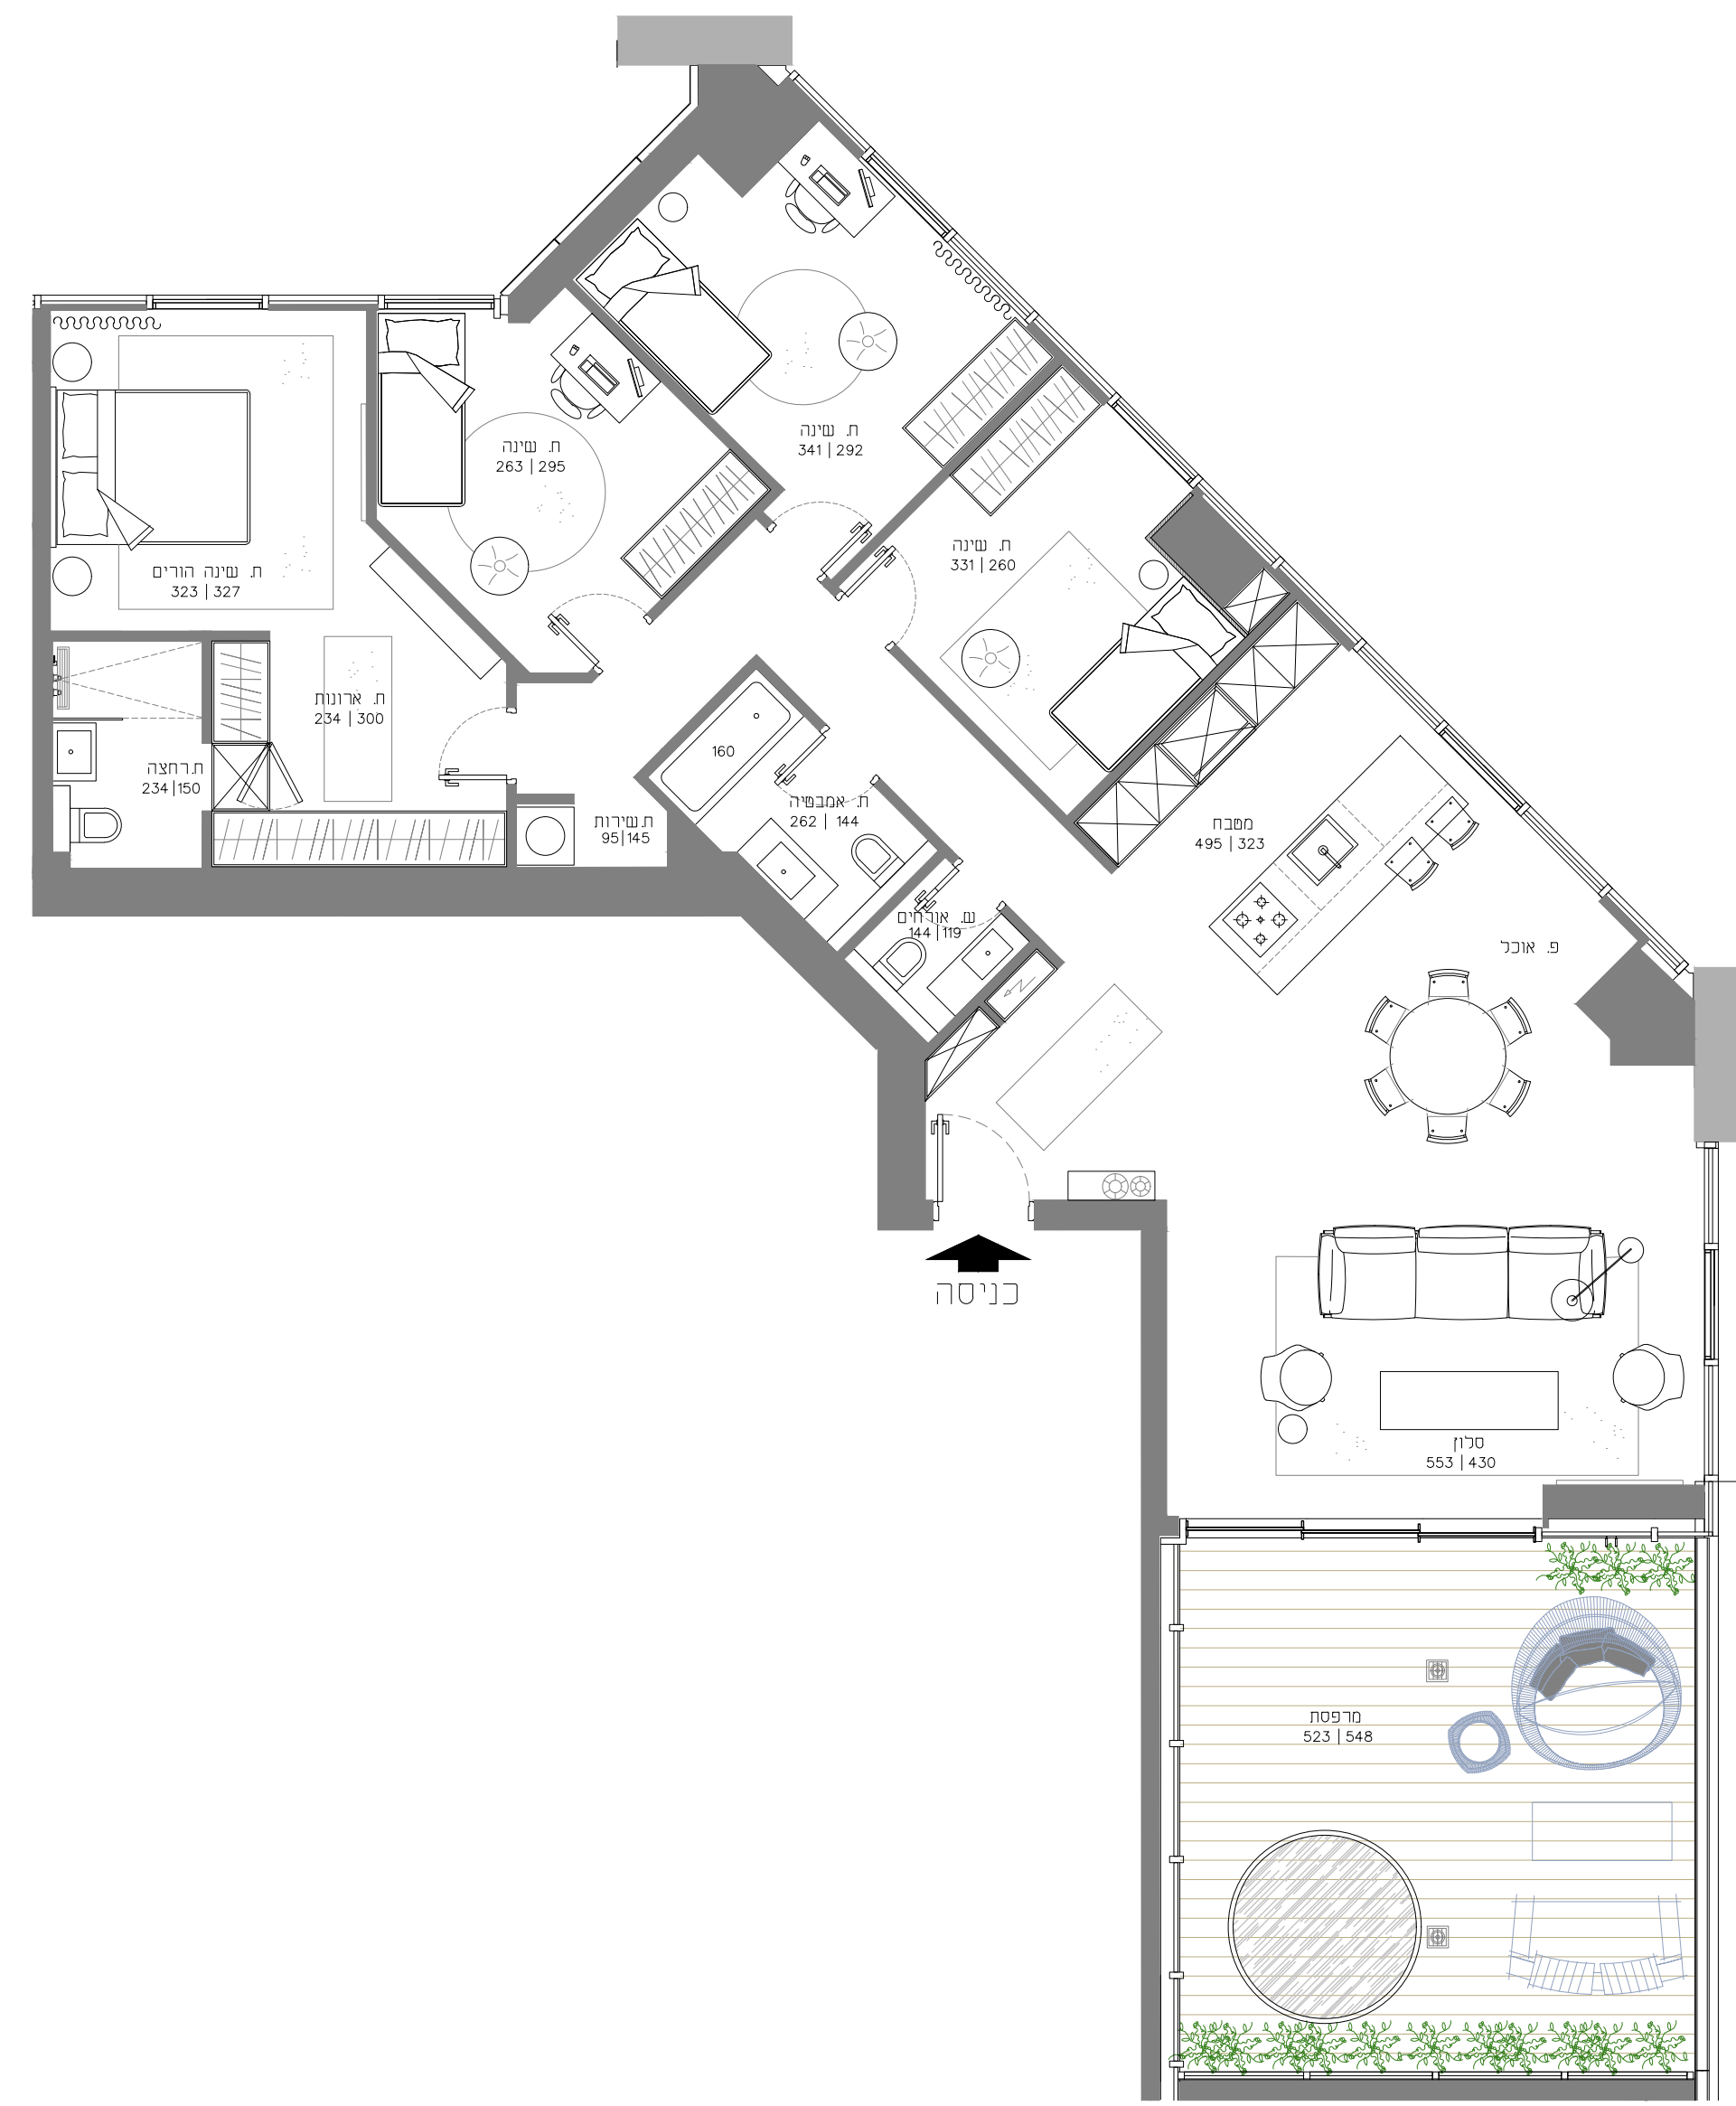 ח. שינה
341|292
ח. שינה
263|295
ח. שינה
331|260
ח. שינה הורים
323|327
ח. ארונות
234|300
ח.רחצה
234|150
160
ח. אמבטיה
262| 144
ח.שירות
95|145
מטבח
495|323
ש. אורחים
144|119
פ. אוכל
כניסה
סלון
553|430
מרפסת
523|548